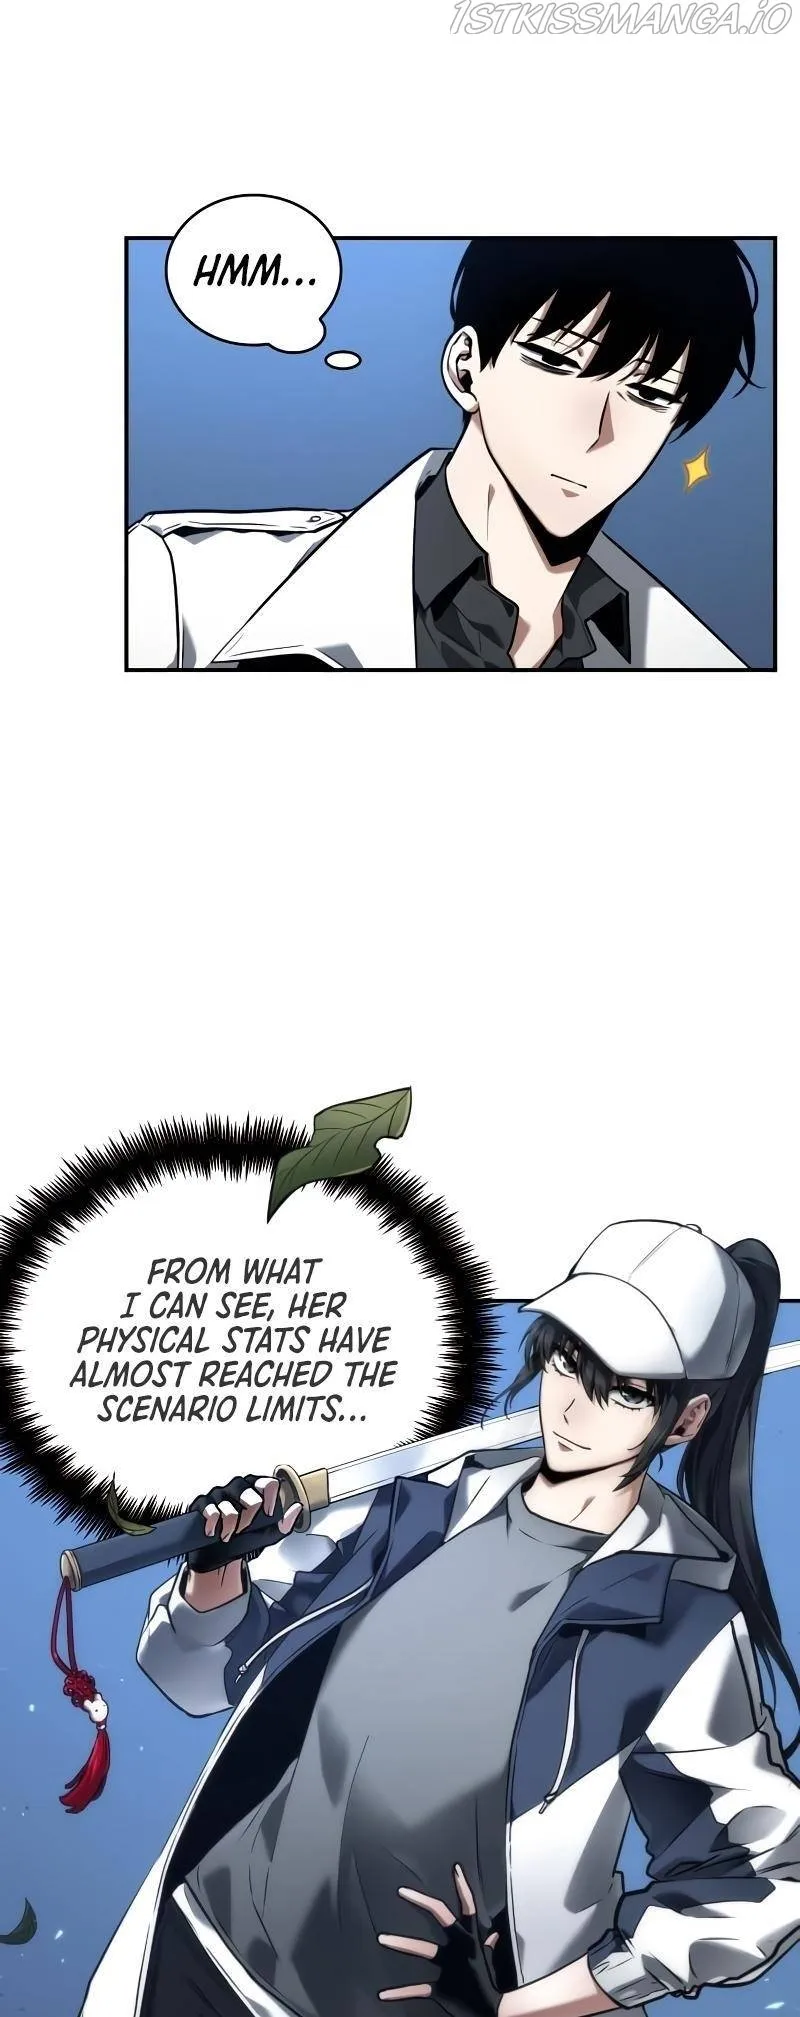 1STKISSMANGA.IO
HMM...
FROM WHAT
I CAN SEE, HER
PHYSICAL STATS HAVE
ALMOST REACHED THE
SCENARIO LIMITS...